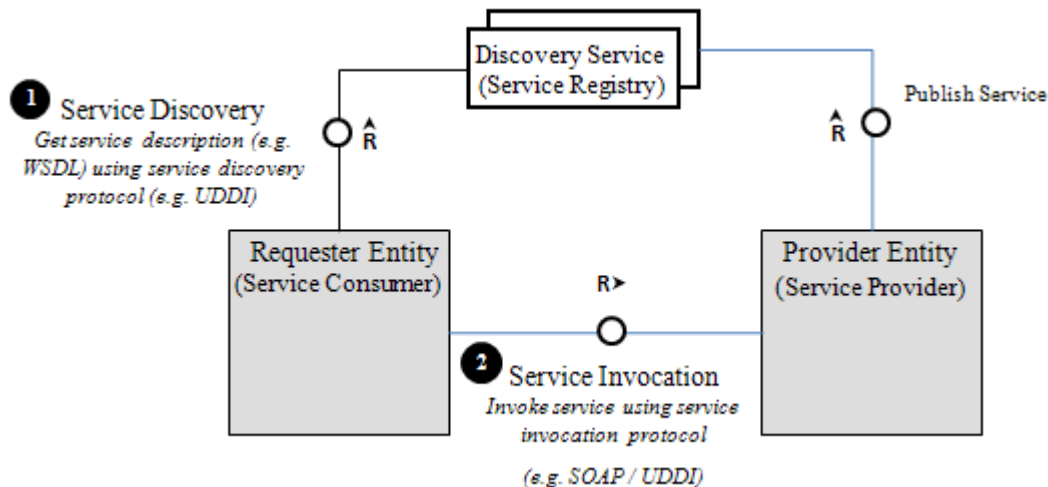 Discovery Service
(Service Registry)
1 Service Discovery
Get service description (e.g.
WSDL) using service discovery
protocol (e.g. UDDI)
R
R
Publish Service
Requester Entity
(Service Consumer)
R➤
Provider Entity
(Service Provider)
2 Service Invocation
Invoke service using service
invocation protocol
(e.g. SOAP / UDDI)